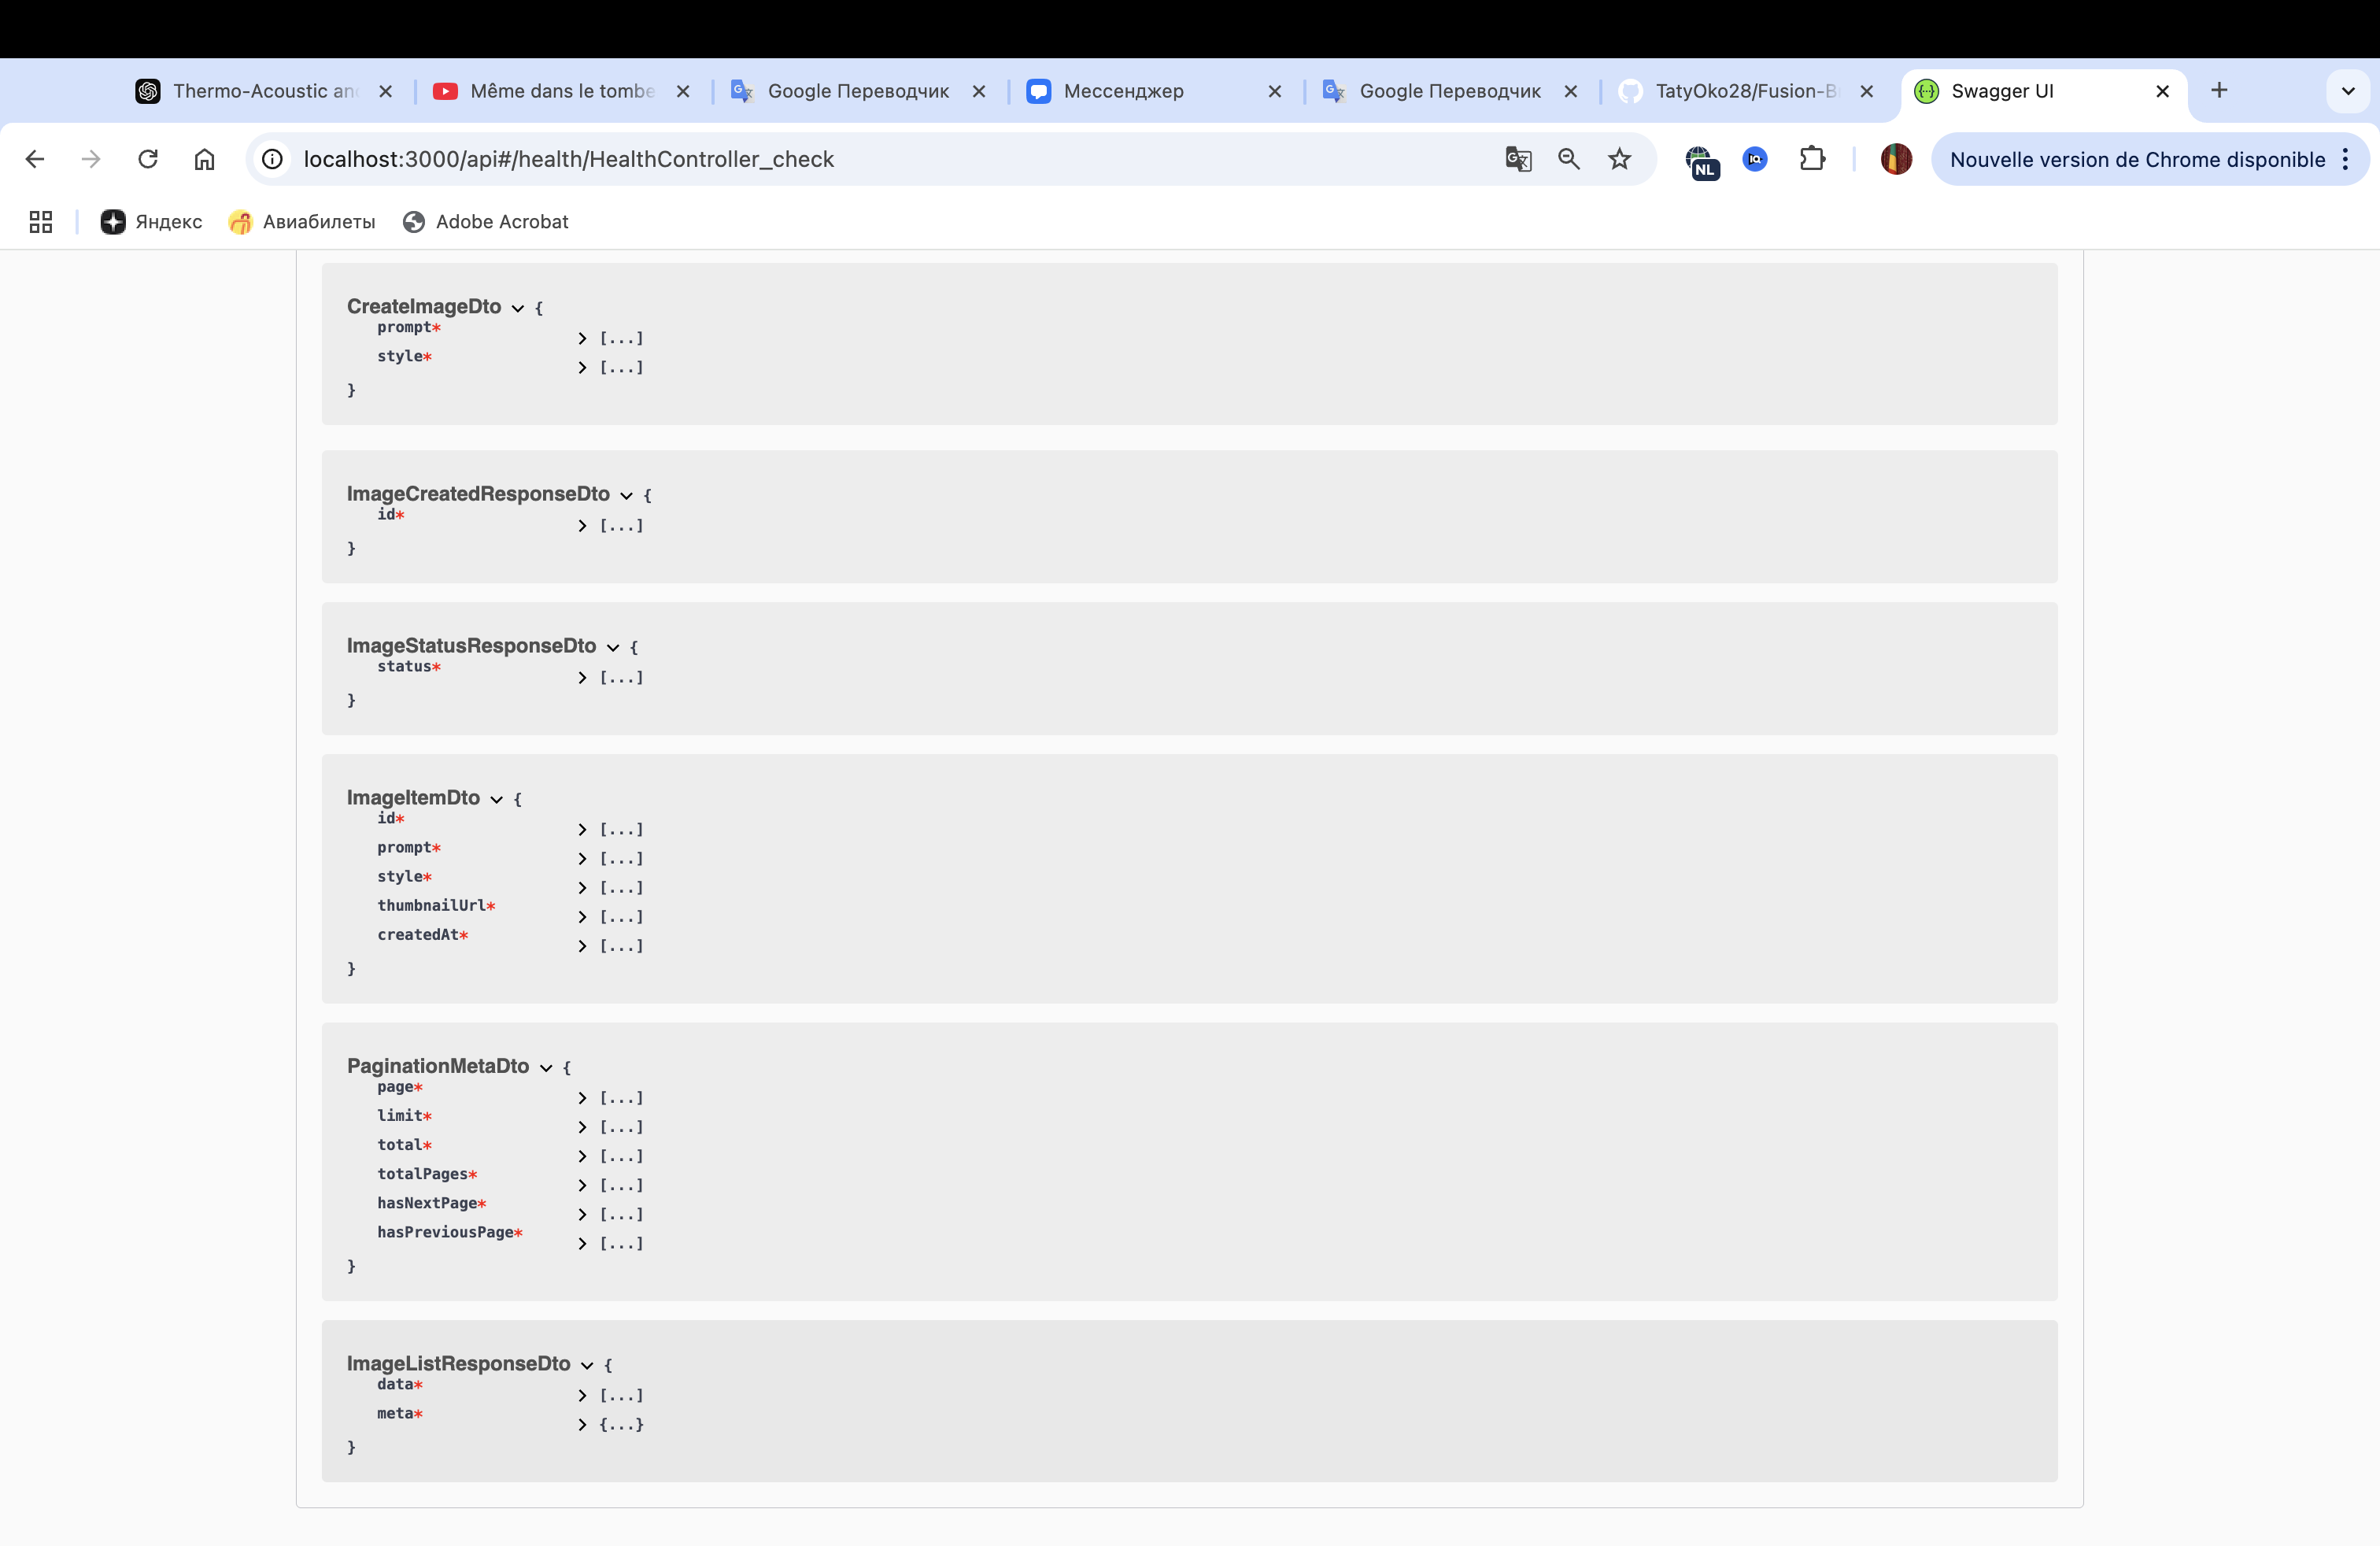 Thermo-Acoustic an
Même dans le tombe
Google Переводчик
Мессенджер
Google Переводчик
TatyOko28/Fusion-B
Swagger UI
localhost:3000/api#/health/HealthController_check
NL
IQ
Nouvelle version de Chrome disponible
Яндекс
Авиабилеты
Adobe Acrobat
CreateImageDto {
prompt*
[...]
style*
[...]
}
ImageCreatedResponseDto {
id*
[...]
}
ImageStatusResponseDto {
status*
[...]
}
ImageItemDto {
id*
[...]
prompt*
[...]
style*
[...]
thumbnailUrl*
[...]
createdAt*
[...]
}
PaginationMetaDto {
page*
[...]
limit*
[...]
total*
[...]
totalPages*
[...]
hasNextPage*
[...]
hasPreviousPage*
[...]
}
ImageListResponseDto {
data*
[...]
meta*
{...}
}